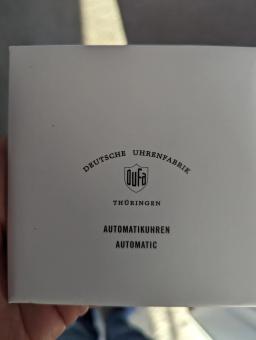 DEUTSCHE UHRENFABRIK
DUFA
THÜRINGEN
AUTOMATIKUHREN
AUTOMATIC